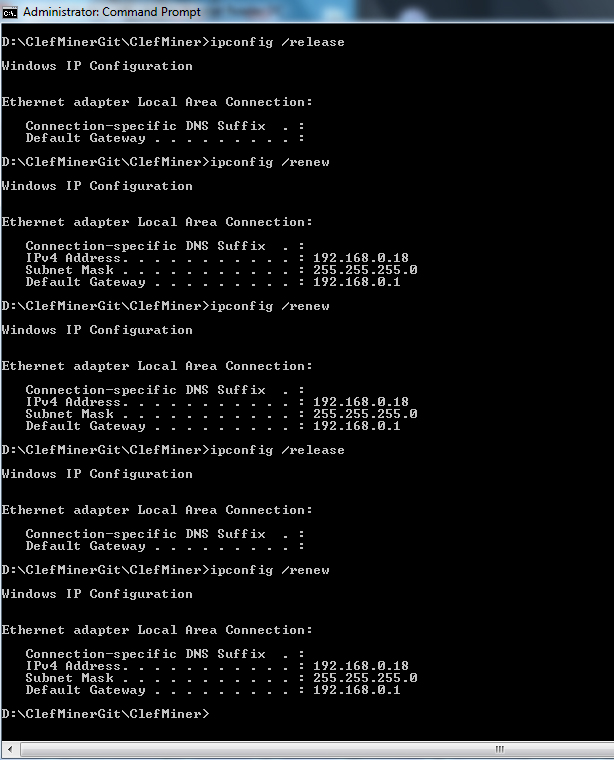 Administrator: Command Prompt
D:\ClefMinerGit\ClefMiner>ipconfig /release
Windows IP Configuration
Ethernet adapter Local Area Connection:
Connection-specific DNS Suffix  . :
Default Gateway . . . . . . . . . :
D:\ClefMinerGit\ClefMiner>ipconfig /renew
Windows IP Configuration
Ethernet adapter Local Area Connection:
Connection-specific DNS Suffix  . :
IPv4 Address. . . . . . . . . . . : 192.168.0.18
Subnet Mask . . . . . . . . . . . : 255.255.255.0
Default Gateway . . . . . . . . . : 192.168.0.1
D:\ClefMinerGit\ClefMiner>ipconfig /renew
Windows IP Configuration
Ethernet adapter Local Area Connection:
Connection-specific DNS Suffix  . :
IPv4 Address. . . . . . . . . . . : 192.168.0.18
Subnet Mask . . . . . . . . . . . : 255.255.255.0
Default Gateway . . . . . . . . . : 192.168.0.1
D:\ClefMinerGit\ClefMiner>ipconfig /release
Windows IP Configuration
Ethernet adapter Local Area Connection:
Connection-specific DNS Suffix  . :
Default Gateway . . . . . . . . . :
D:\ClefMinerGit\ClefMiner>ipconfig /renew
Windows IP Configuration
Ethernet adapter Local Area Connection:
Connection-specific DNS Suffix  . :
IPv4 Address. . . . . . . . . . . : 192.168.0.18
Subnet Mask . . . . . . . . . . . : 255.255.255.0
Default Gateway . . . . . . . . . : 192.168.0.1
D:\ClefMinerGit\ClefMiner>